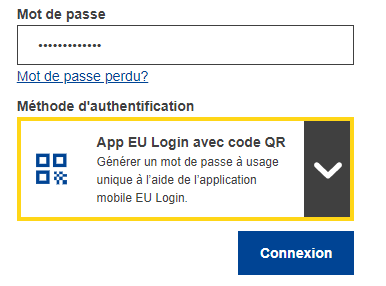 Mot de passe
•••••••••••••
Mot de passe perdu?
Méthode d'authentification
App EU Login avec code QR
Générer un mot de passe à usage
unique à l'aide de l'application
mobile EU Login.
Connexion